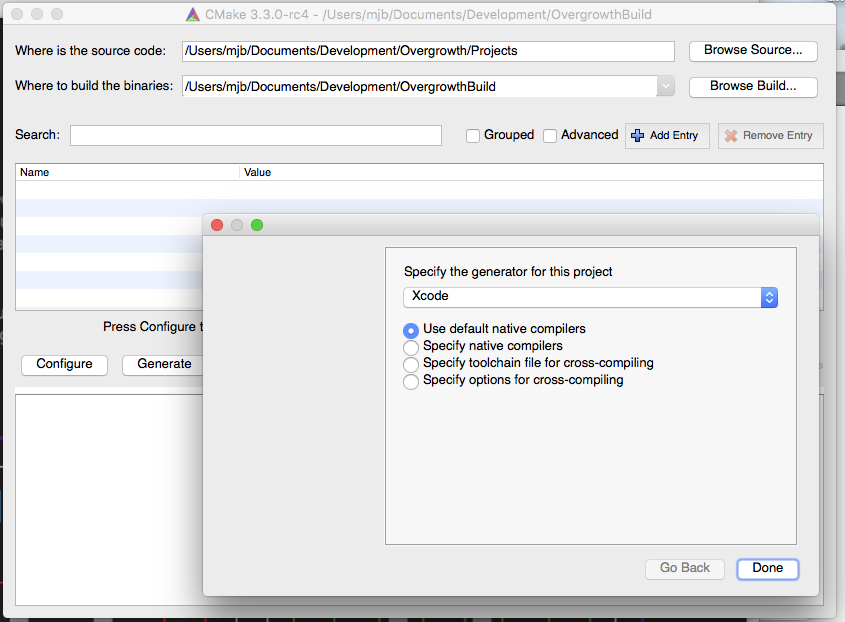 CMake 3.3.0-rc4 - /Users/mjb/Documents/Development/OvergrowthBuild
Where is the source code: /Users/mjb/Documents/Development/Overgrowth/Projects Browse Source...
Where to build the binaries: /Users/mjb/Documents/Development/OvergrowthBuild Browse Build...
Search: Grouped Advanced Add Entry Remove Entry
Name Value
Press Configure t
Configure Generate
Specify the generator for this project
Xcode
Use default native compilers
Specify native compilers
Specify toolchain file for cross-compiling
Specify options for cross-compiling
Go Back Done